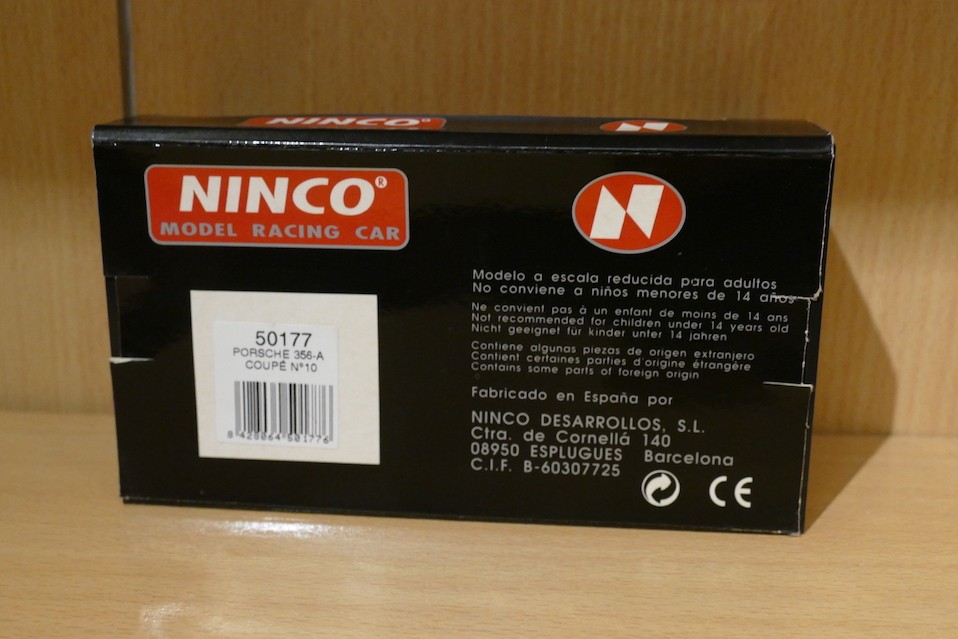 NINCO
N
NINCO®
MODEL RACING CAR
N
50177
PORSCHE 356-A
COUPÉ Nº10
8 428064 501776
Modelo a escala reducida para adultos
No conviene a niños menores de 14 años
Ne convient pas à un enfant de moins de 14 ans
Not recommended for children under 14 years old
Nicht geeignet für kinder unter 14 jahren
Contiene algunas piezas de origen extranjero
Contient certaines parties d'origine étrangére
Contains some parts of foreign origin
Fabricado en España por
NINCO DESARROLLOS, S.L.
Ctra. de Cornellá 140
08950 ESPLUGUES Barcelona
C.I.F. B-60307725
CE